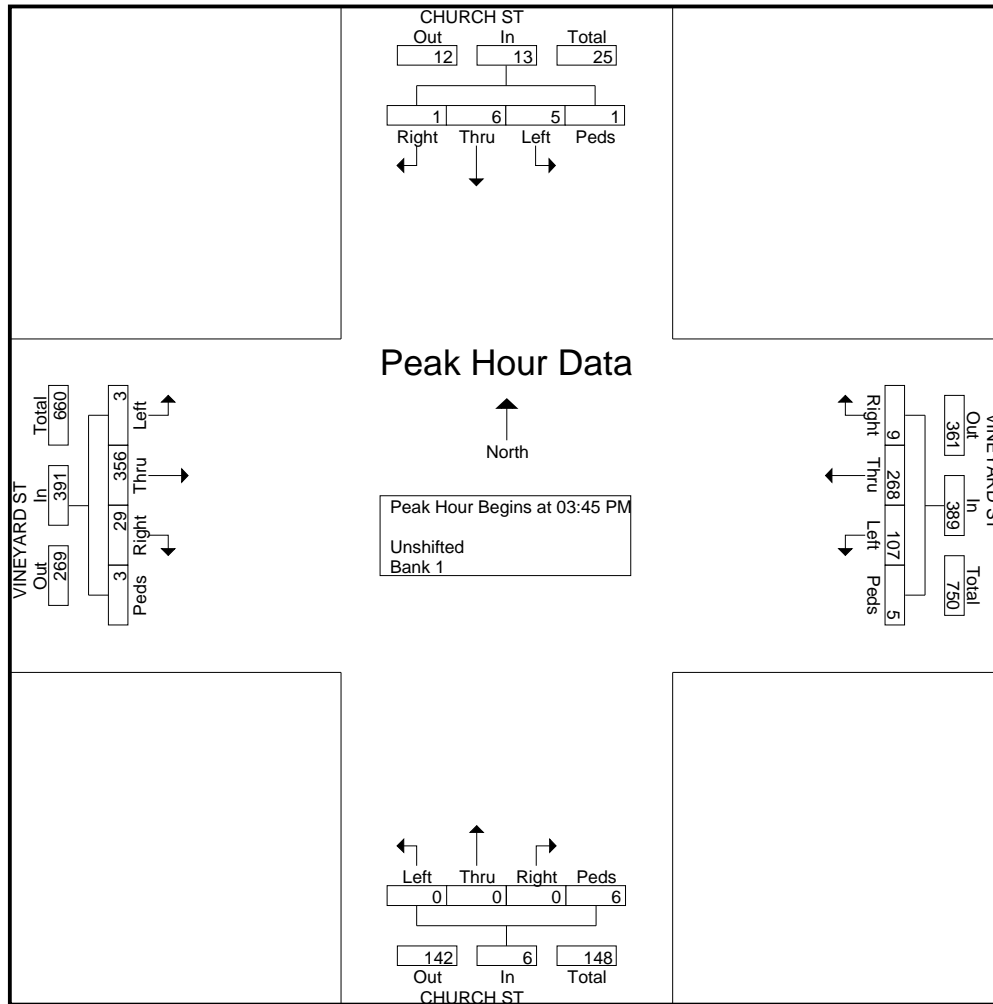 CHURCH ST
Out In Total
12 13 25
1 6 5 1
Right Thru Left Peds
Peak Hour Data
North
Peak Hour Begins at 03:45 PM
Unshifted
Bank 1
VINEYARD ST
Out In Total
269 391 660
3 29 356 3
Peds Right Thru Left
VINEYARD ST
Out In Total
361 389 750
9 268 107 5
Right Thru Left Peds
Left Thru Right Peds
0 0 0 6
142 6 148
Out In Total
CHURCH ST